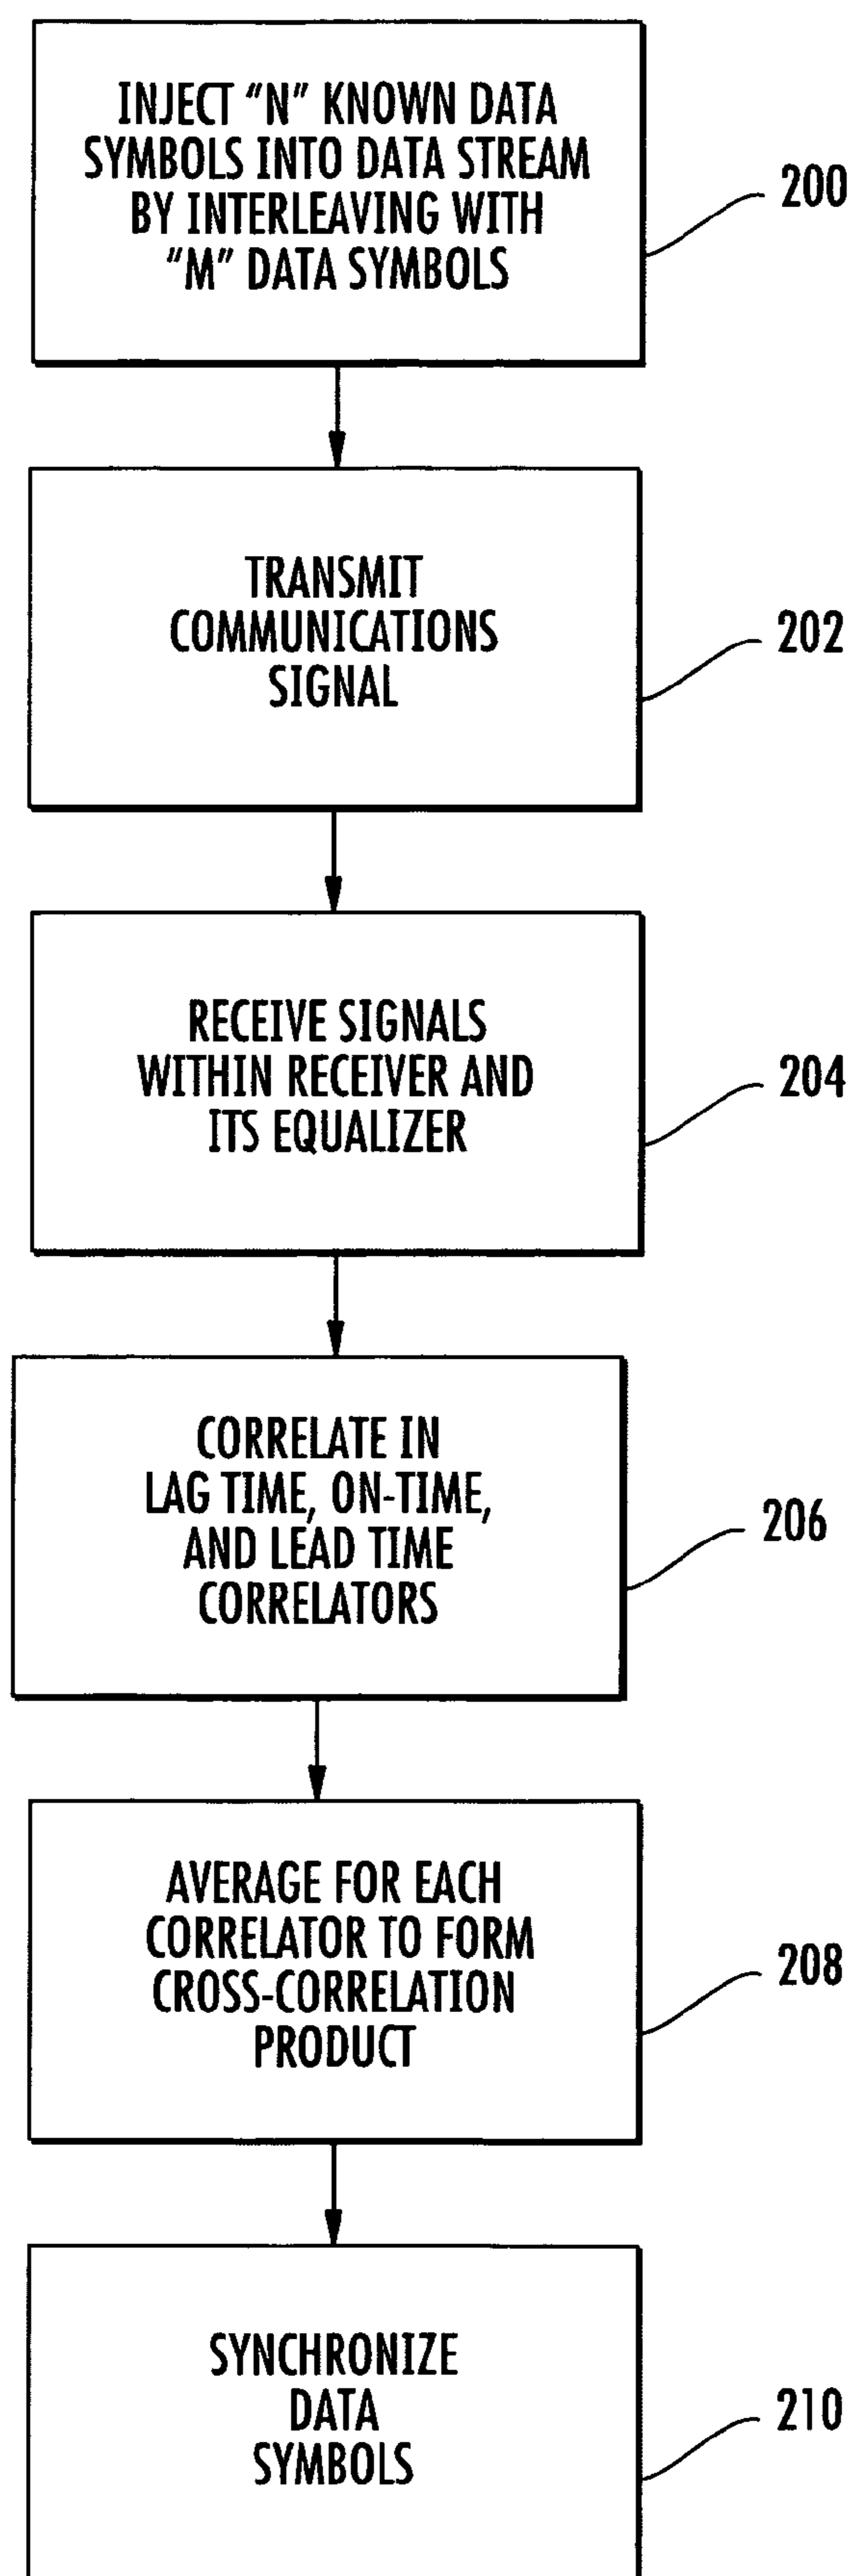 INJECT “N” KNOWN DATA
SYMBOLS INTO DATA STREAM
BY INTERLEAVING WITH
“M” DATA SYMBOLS
200
TRANSMIT
COMMUNICATIONS
SIGNAL
202
RECEIVE SIGNALS
WITHIN RECEIVER AND
ITS EQUALIZER
204
CORRELATE IN
LAG TIME, ON-TIME,
AND LEAD TIME
CORRELATORS
206
AVERAGE FOR EACH
CORRELATOR TO FORM
CROSS-CORRELATION
PRODUCT
208
SYNCHRONIZE
DATA
SYMBOLS
210